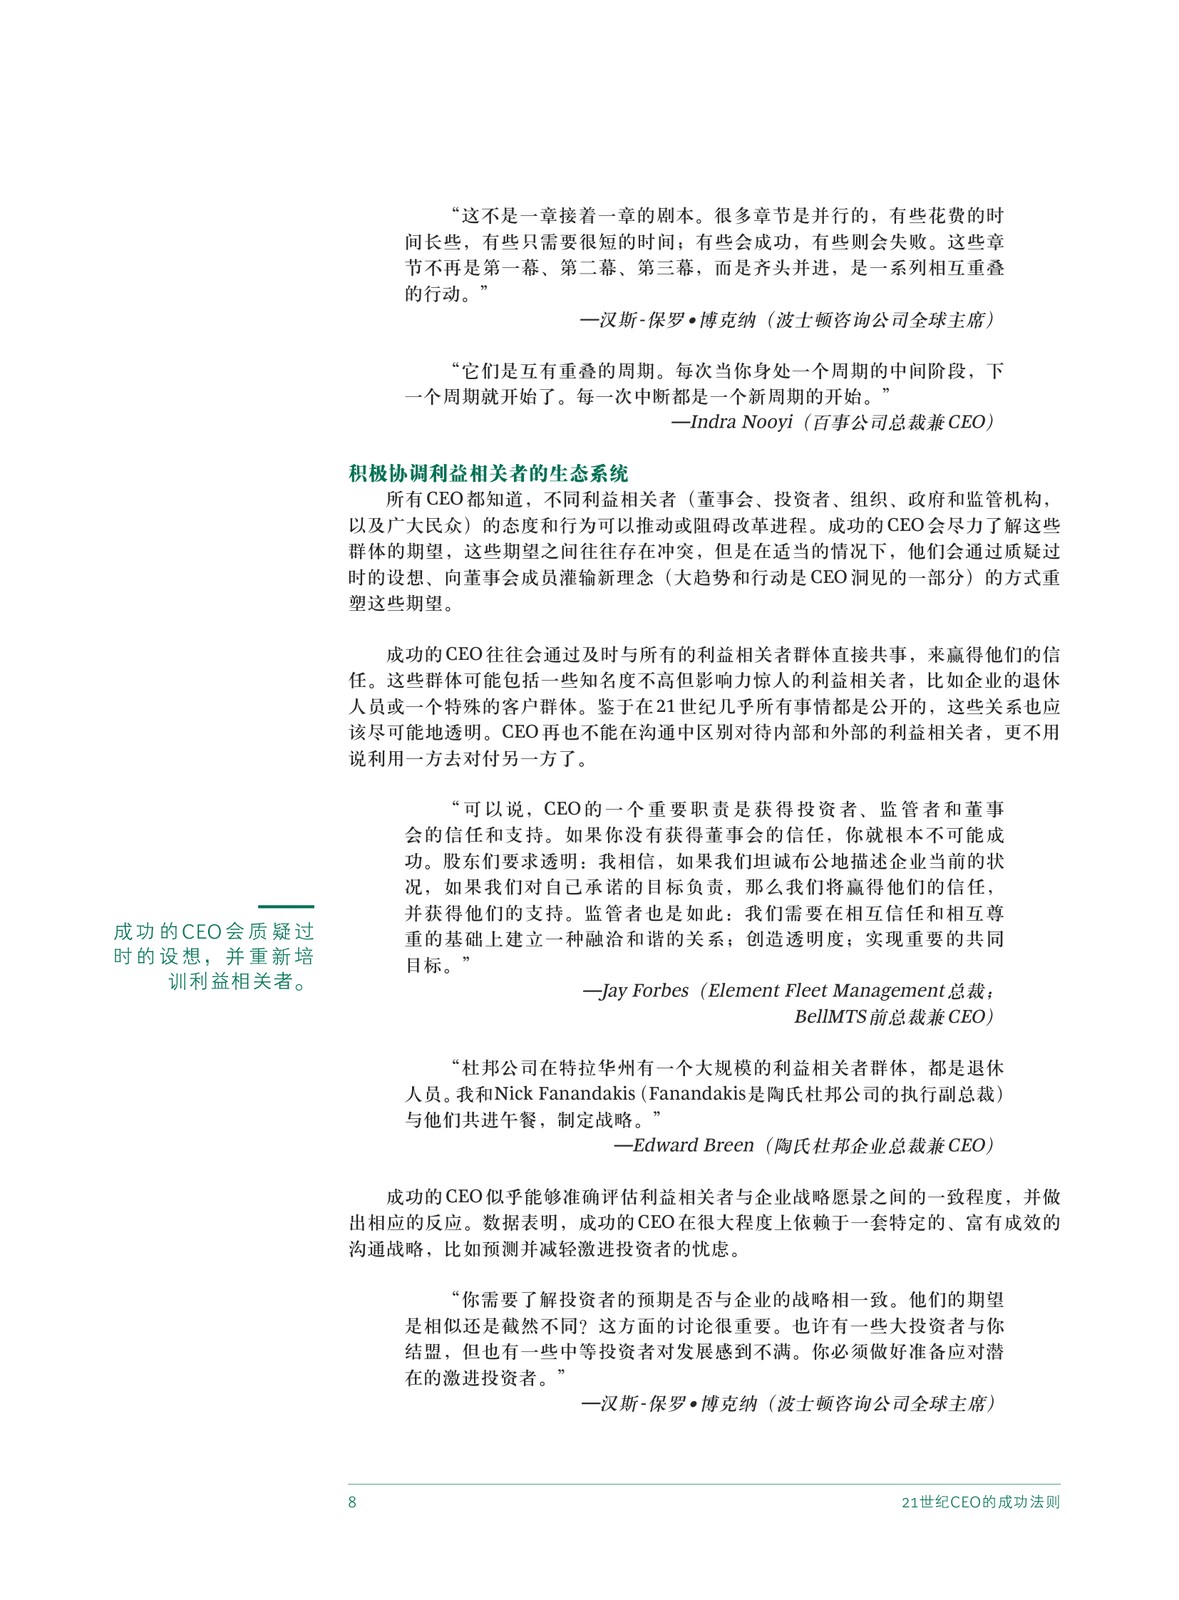 “这不是一章接着一章的剧本。很多章节是并行的，有些花费的时
间长些，有些只需要很短的时间；有些会成功，有些则会失败。这些章
节不再是第一幕、第二幕、第三幕，而是齐头并进，是一系列相互重叠
的行动。”
—汉斯-保罗•博克纳（波士顿咨询公司全球主席）
“它们是互有重叠的周期。每次当你身处一个周期的中间阶段，下
一个周期就开始了。每一次中断都是一个新周期的开始。”
—Indra Nooyi（百事公司总裁兼CEO）
积极协调利益相关者的生态系统
所有CEO都知道，不同利益相关者（董事会、投资者、组织、政府和监管机构，
以及广大民众）的态度和行为可以推动或阻碍改革进程。成功的CEO会尽力了解这些
群体的期望，这些期望之间往往存在冲突，但是在适当的情况下，他们会通过质疑过
时的设想、向董事会成员灌输新理念（大趋势和行动是CEO洞见的一部分）的方式重
塑这些期望。
成功的CEO往往会通过及时与所有的利益相关者群体直接共事，来赢得他们的信
任。这些群体可能包括一些知名度不高但影响力惊人的利益相关者，比如企业的退休
人员或一个特殊的客户群体。鉴于在21世纪几乎所有事情都是公开的，这些关系也应
该尽可能地透明。CEO再也不能在沟通中区别对待内部和外部的利益相关者，更不用
说利用一方去对付另一方了。
“可以说，CEO的一个重要职责是获得投资者、监管者和董事
会的信任和支持。如果你没有获得董事会的信任，你就根本不可能成
功。股东们要求透明：我相信，如果我们坦诚布公地描述企业当前的状
况，如果我们对自己承诺的目标负责，那么我们将赢得他们的信任，
并获得他们的支持。监管者也是如此：我们需要在相互信任和相互尊
重的基础上建立一种融洽和谐的关系；创造透明度；实现重要的共同
目标。”
—Jay Forbes（Element Fleet Management总裁；
BellMTS前总裁兼CEO）
成功的CEO会质疑过
时的设想，并重新培
训利益相关者。
“杜邦公司在特拉华州有一个大规模的利益相关者群体，都是退休
人员。我和Nick Fanandakis（Fanandakis是陶氏杜邦公司的执行副总裁）
与他们共进午餐，制定战略。”
—Edward Breen（陶氏杜邦企业总裁兼CEO）
成功的CEO似乎能够准确评估利益相关者与企业战略愿景之间的一致程度，并做
出相应的反应。数据表明，成功的CEO在很大程度上依赖于一套特定的、富有成效的
沟通战略，比如预测并减轻激进投资者的忧虑。
“你需要了解投资者的预期是否与企业的战略相一致。他们的期望
是相似还是截然不同？这方面的讨论很重要。也许有一些大投资者与你
结盟，但也有一些中等投资者对发展感到不满。你必须做好准备应对潜
在的激进投资者。”
—汉斯-保罗•博克纳（波士顿咨询公司全球主席）
8
21世纪CEO的成功法则